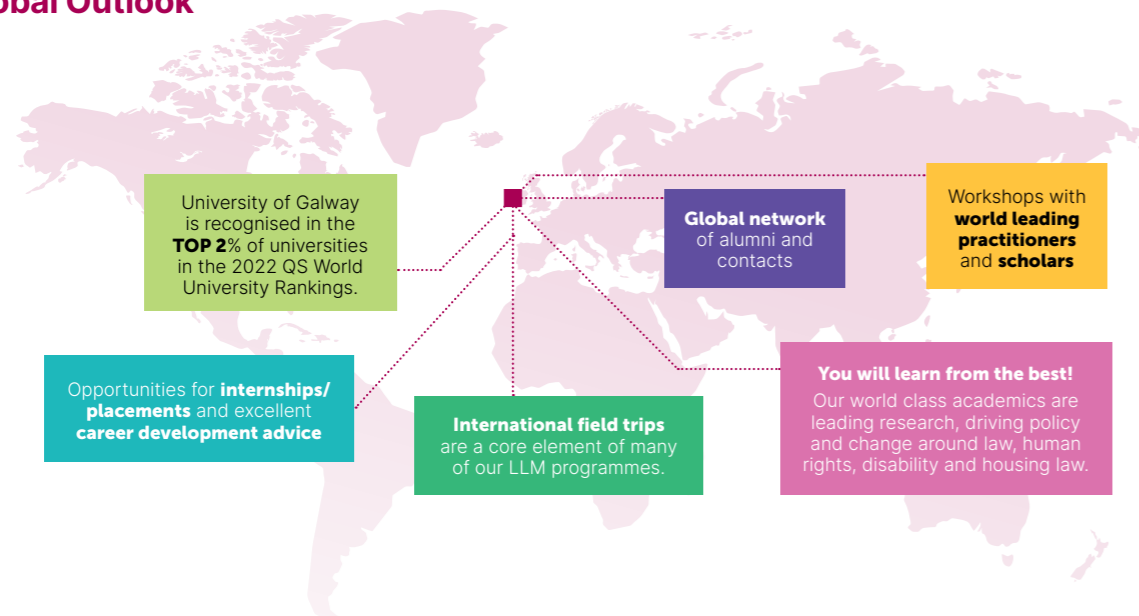 obal Outlook
University of Galway
is recognised in the
TOP 2% of universities
in the 2022 QS World
University Rankings.
Global network
of alumni and
contacts
Workshops with
world leading
practitioners
and scholars
Opportunities for internships/
placements and excellent
career development advice
International field trips
are a core element of many
of our LLM programmes.
You will learn from the best!
Our world class academics are
leading research, driving policy
and change around law, human
rights, disability and housing law.